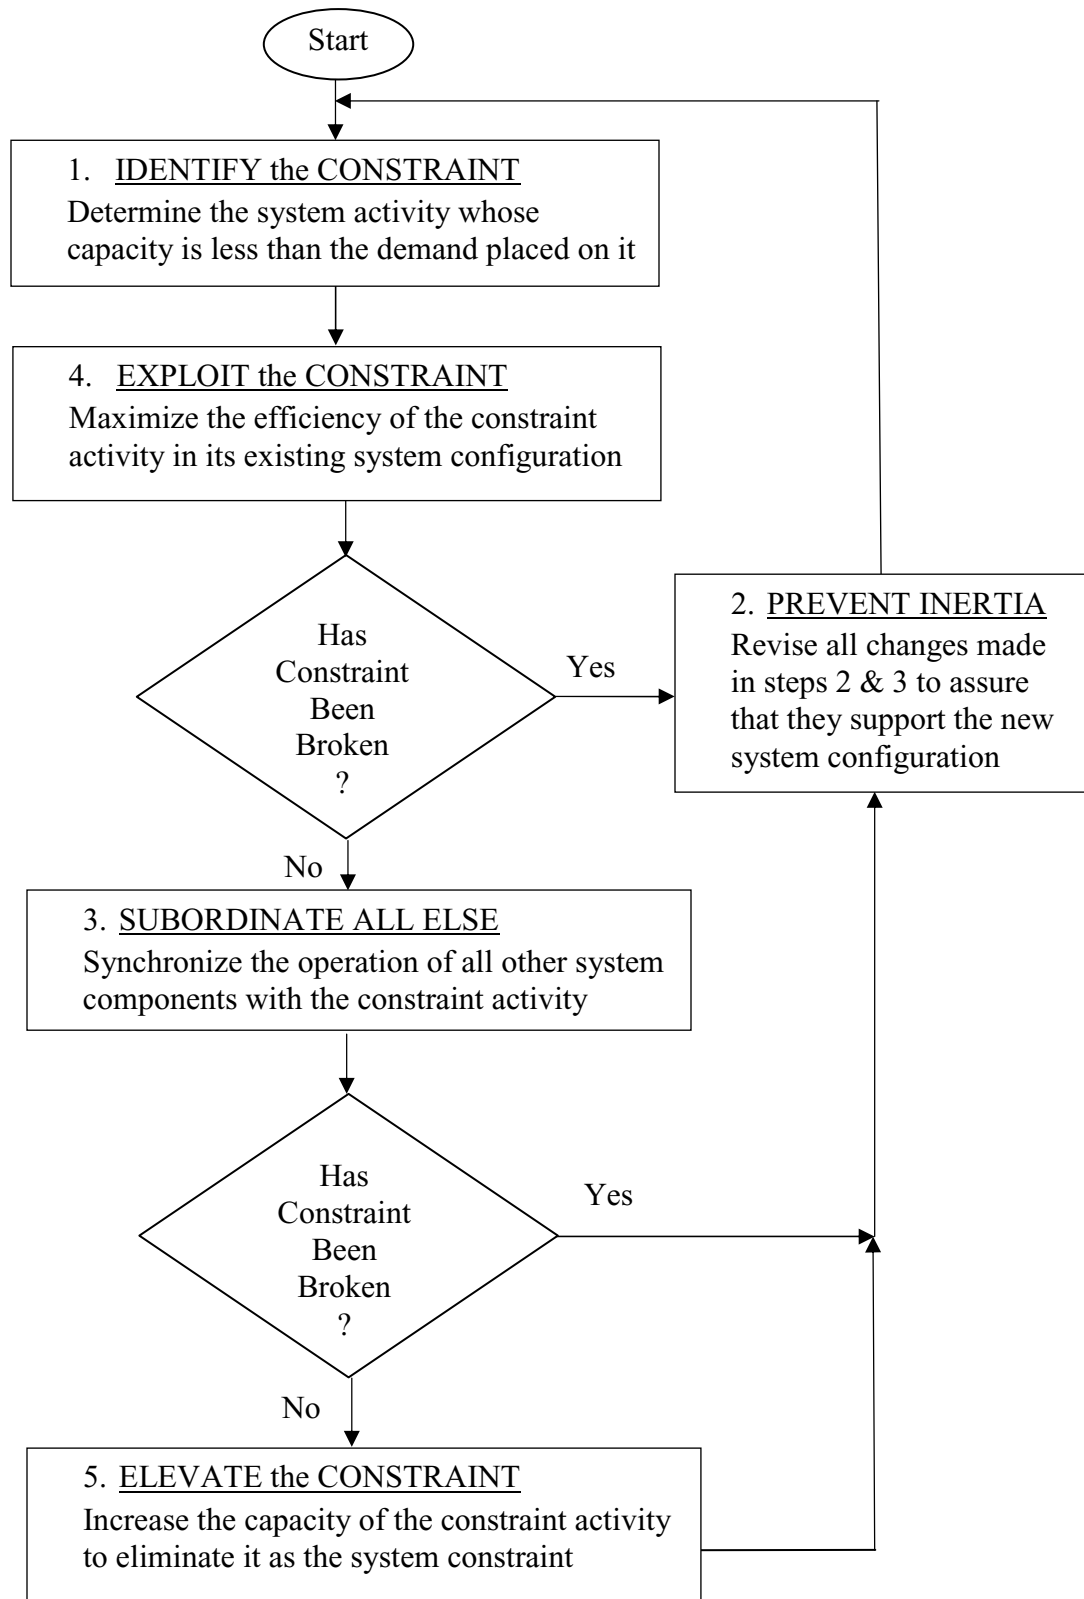 Start
1. IDENTIFY the CONSTRAINT
Determine the system activity whose
capacity is less than the demand placed on it
4. EXPLOIT the CONSTRAINT
Maximize the efficiency of the constraint
activity in its existing system configuration
Has
Constraint
Been
Broken
?
Yes
2. PREVENT INERTIA
Revise all changes made
in steps 2 & 3 to assure
that they support the new
system configuration
No
3. SUBORDINATE ALL ELSE
Synchronize the operation of all other system
components with the constraint activity
Has
Constraint
Been
Broken
?
Yes
No
5. ELEVATE the CONSTRAINT
Increase the capacity of the constraint activity
to eliminate it as the system constraint